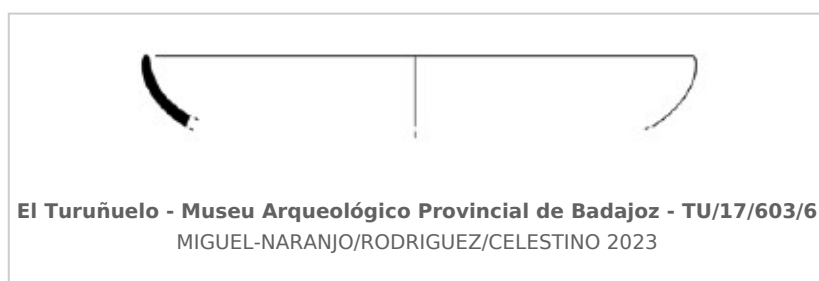 El Turuñuelo - Museu Arqueológico Provincial de Badajoz - TU/17/603/6
MIGUEL-NARANJO/RODRIGUEZ/CELESTINO 2023